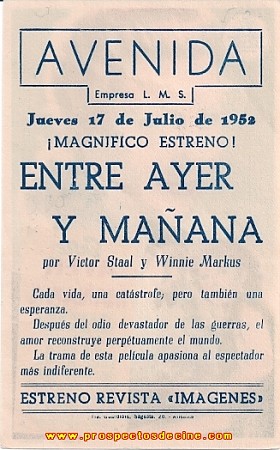 AVENIDA
Empresa L. M. S.
Jueves 17 de Julio de 1952
¡MAGNIFICO ESTRENO!
ENTRE AYER
Y MAÑANA
por Victor Staal y Winnie Markus
Cada vida, una catástrofe; pero también una
esperanza.
Después del odio devastador de las guerras, el
amor reconstruye perpétuamente el mundo.
La trama de esta película apasiona al espectador
más indiferente.
ESTRENO REVISTA «IMAGENES»
www.prospectosdecine.com